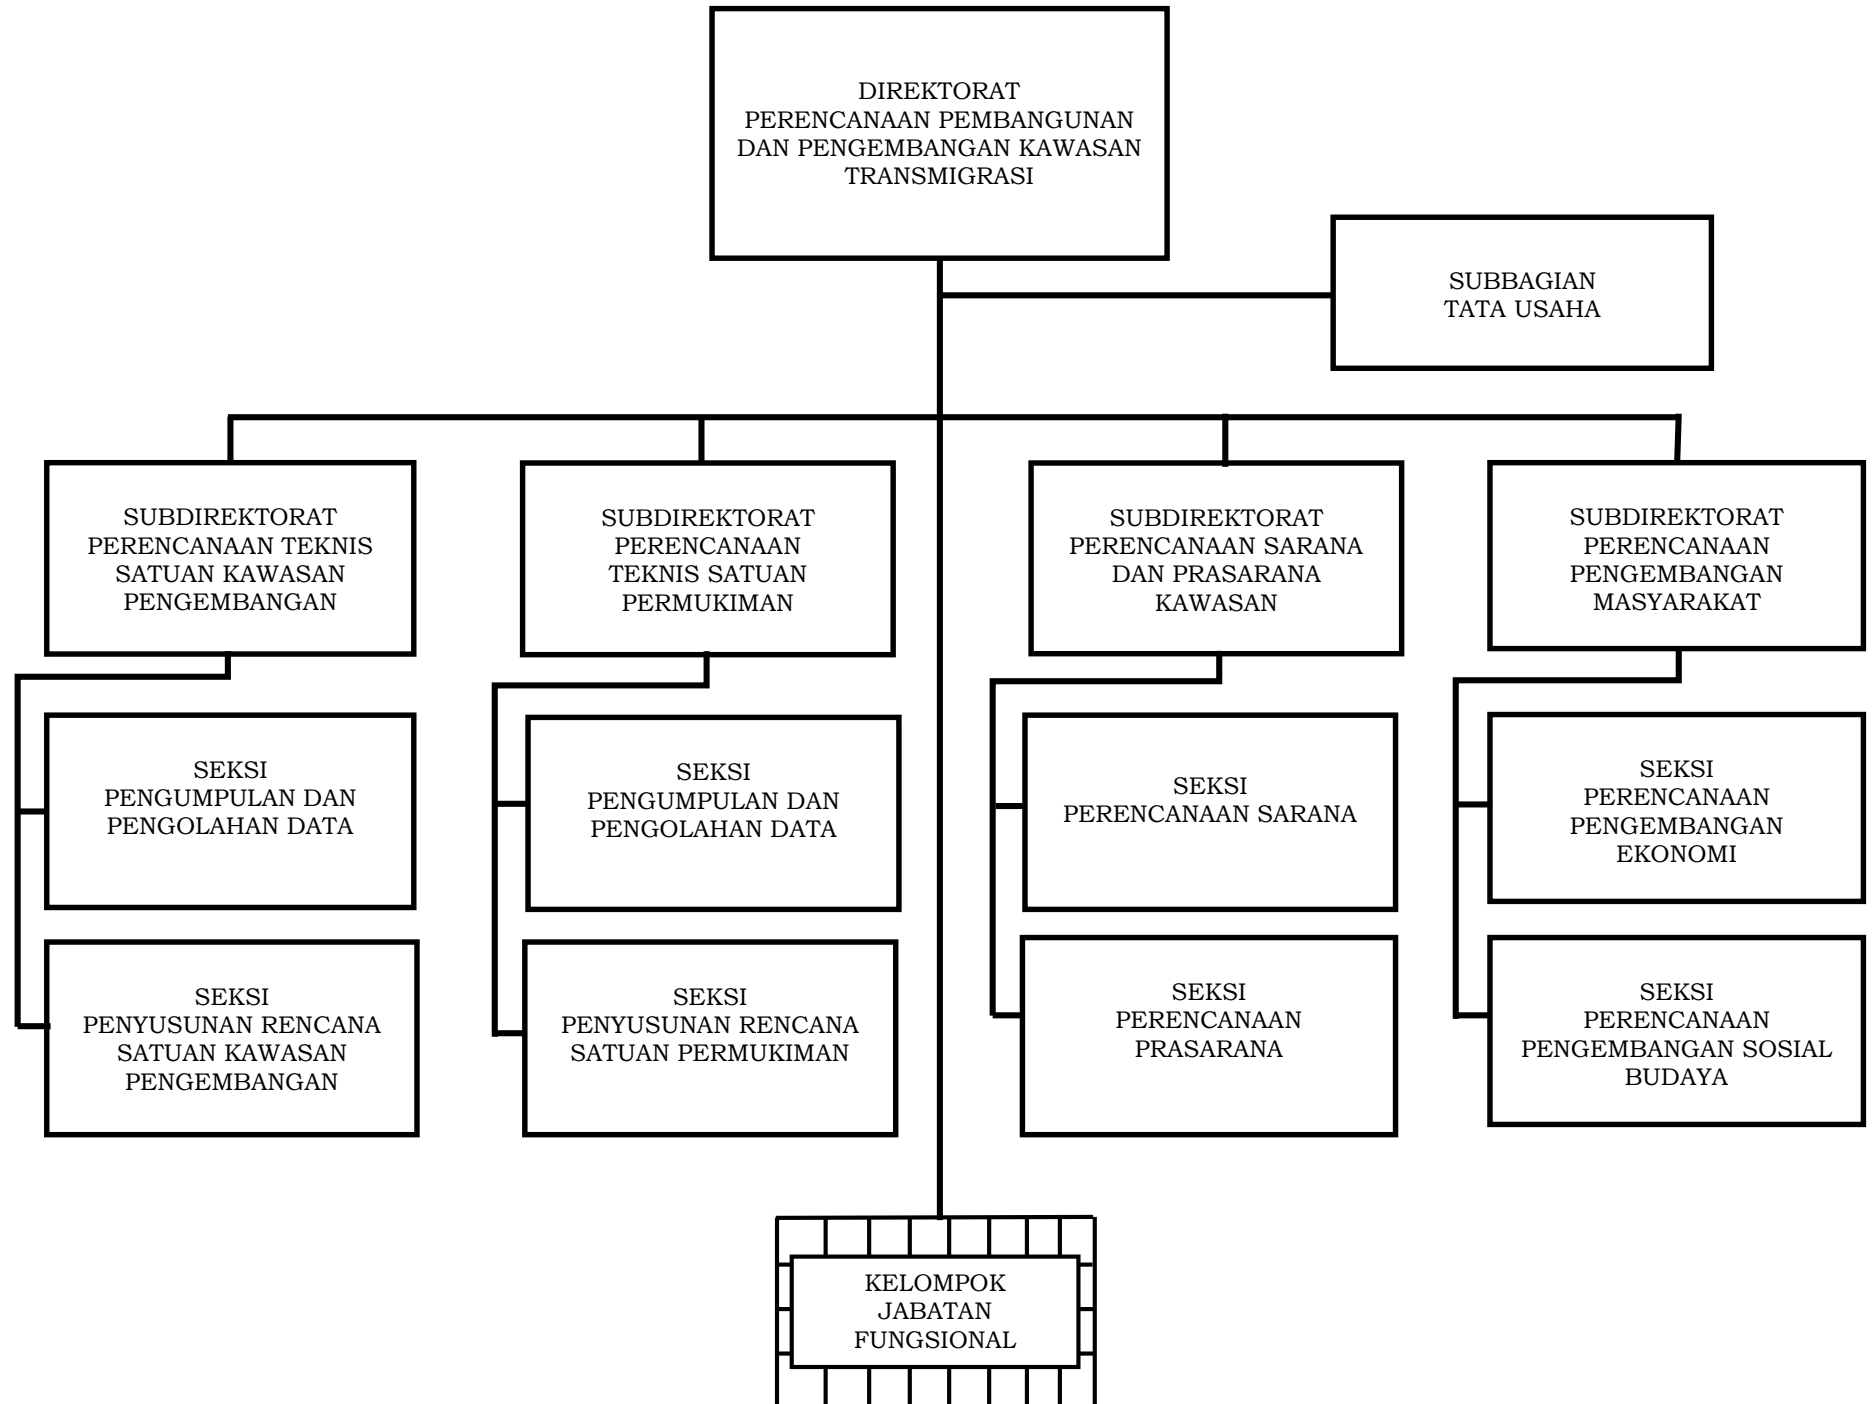 DIREKTORAT
PERENCANAAN PEMBANGUNAN
DAN PENGEMBANGAN KAWASAN
TRANSMIGRASI
SUBBAGIAN
TATA USAHA
SUBDIREKTORAT
PERENCANAAN TEKNIS
SATUAN KAWASAN
PENGEMBANGAN
SUBDIREKTORAT
PERENCANAAN
TEKNIS SATUAN
PERMUKIMAN
SUBDIREKTORAT
PERENCANAAN SARANA
DAN PRASARANA
KAWASAN
SUBDIREKTORAT
PERENCANAAN
PENGEMBANGAN
MASYARAKAT
SEKSI
PENGUMPULAN DAN
PENGOLAHAN DATA
SEKSI
PENGUMPULAN DAN
PENGOLAHAN DATA
SEKSI
PERENCANAAN SARANA
SEKSI
PERENCANAAN
PENGEMBANGAN
EKONOMI
SEKSI
PENYUSUNAN RENCANA
SATUAN KAWASAN
PENGEMBANGAN
SEKSI
PENYUSUNAN RENCANA
SATUAN PERMUKIMAN
SEKSI
PERENCANAAN
PRASARANA
SEKSI
PERENCANAAN
PENGEMBANGAN SOSIAL
BUDAYA
KELOMPOK
JABATAN
FUNGSIONAL